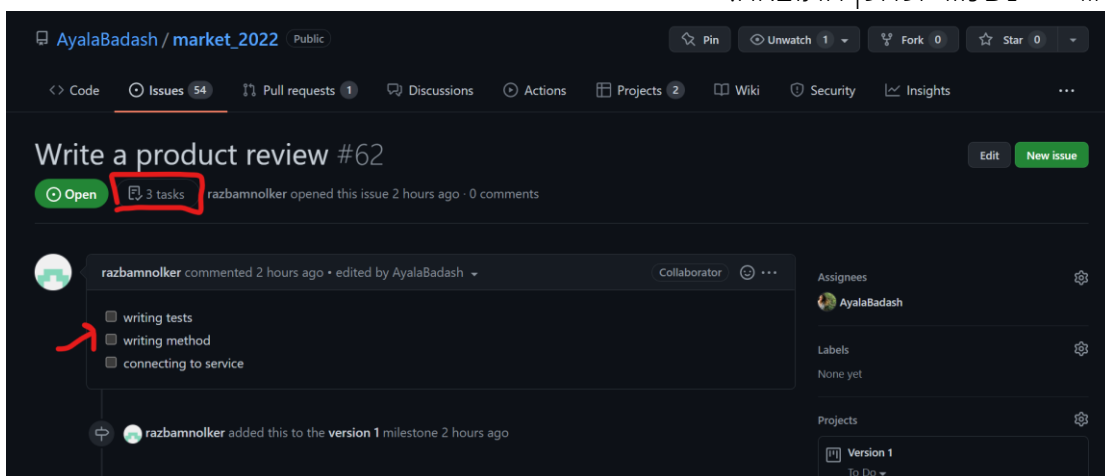 AyalaBadash / market_2022 Public
Pin Unwatch 1 Fork 0 Star 0
Code Issues 54 Pull requests 1 Discussions Actions Projects 2 Wiki Security Insights
Write a product review #62
Edit New issue
Open 3 tasks razbamnolker opened this issue 2 hours ago · 0 comments
razbamnolker commented 2 hours ago • edited by AyalaBadash
Collaborator
writing tests
writing method
connecting to service
razbamnolker added this to the version 1 milestone 2 hours ago
Assignees
AyalaBadash
Labels
None yet
Projects
Version 1
To Do